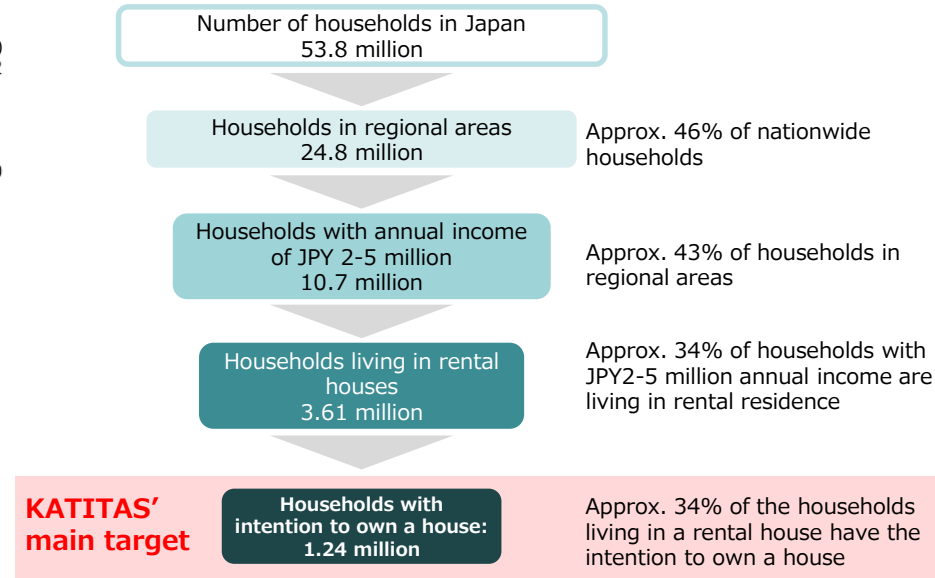 Number of households in Japan
53.8 million
Households in regional areas
24.8 million
Approx. 46% of nationwide
households
Households with annual income
of JPY 2-5 million
10.7 million
Approx. 43% of households in
regional areas
Households living in rental
houses
3.61 million
Approx. 34% of households with
JPY2-5 million annual income are
living in rental residence
KATITAS'
main target
Households with
intention to own a house:
1.24 million
Approx. 34% of the households
living in a rental house have the
intention to own a house